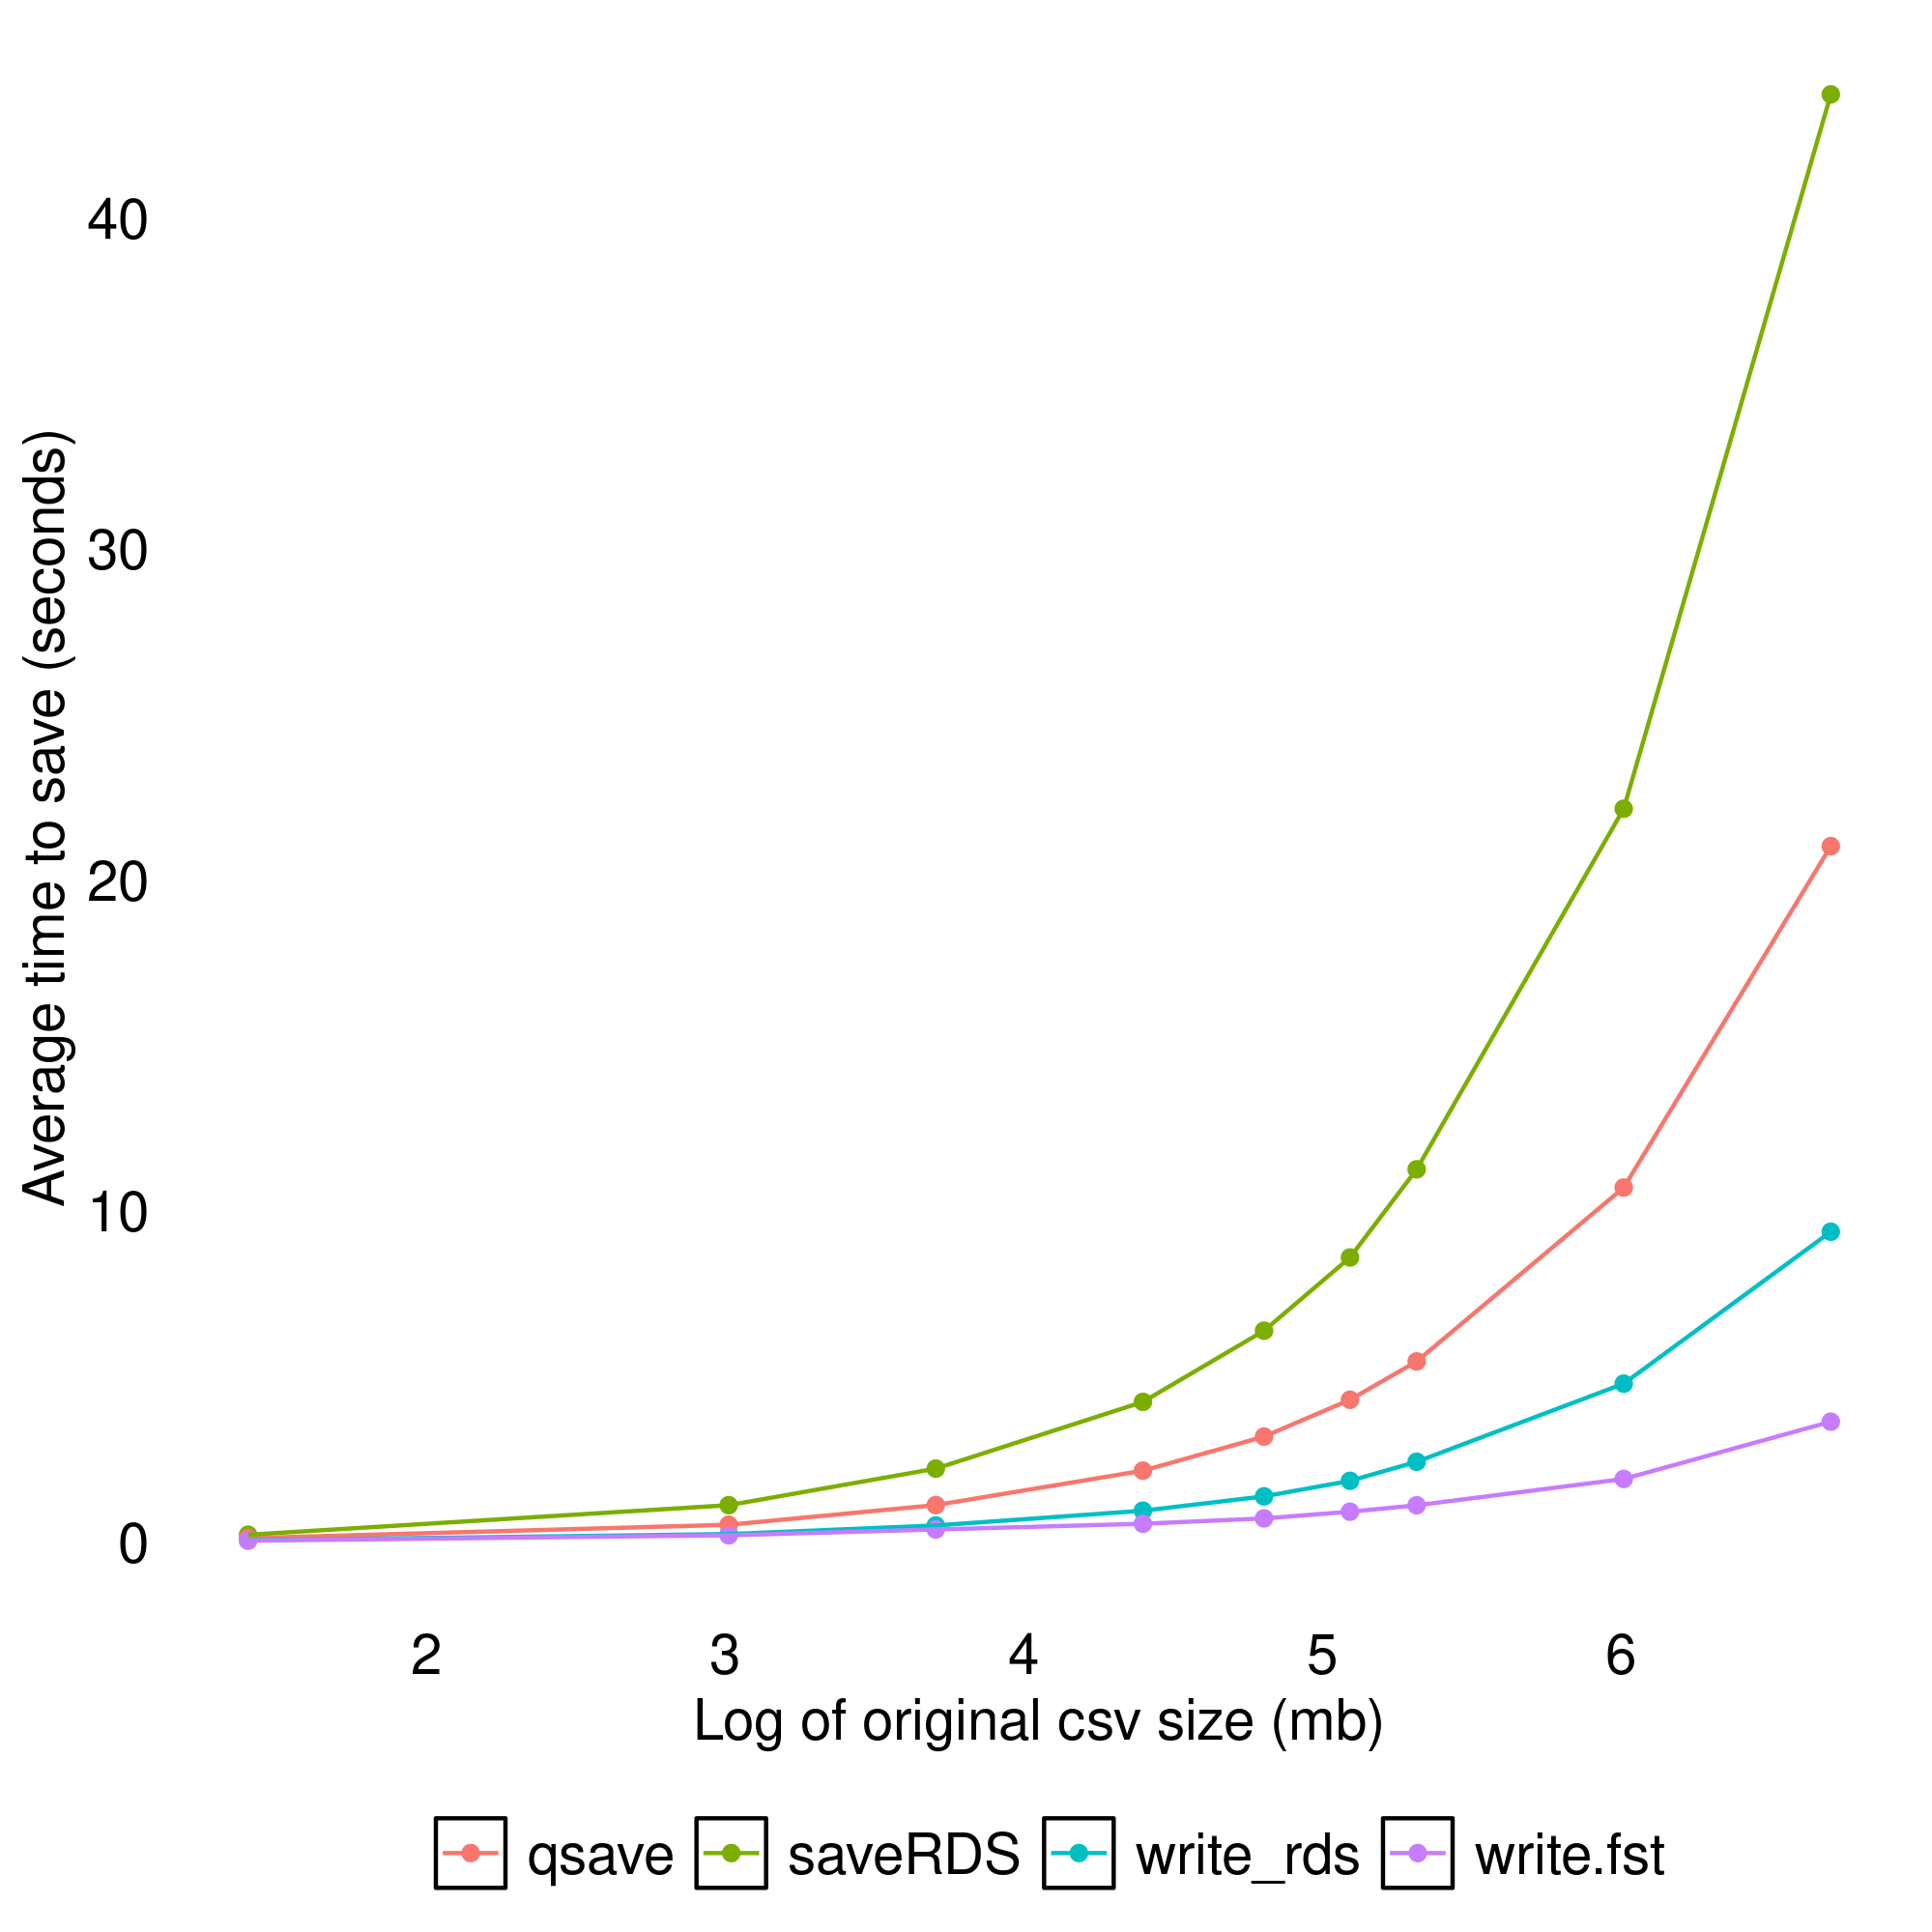 40
30
20
10
0
Average time to save (seconds)
2 3 4 5 6
Log of original csv size (mb)
qsave saveRDS write_rds write.fst